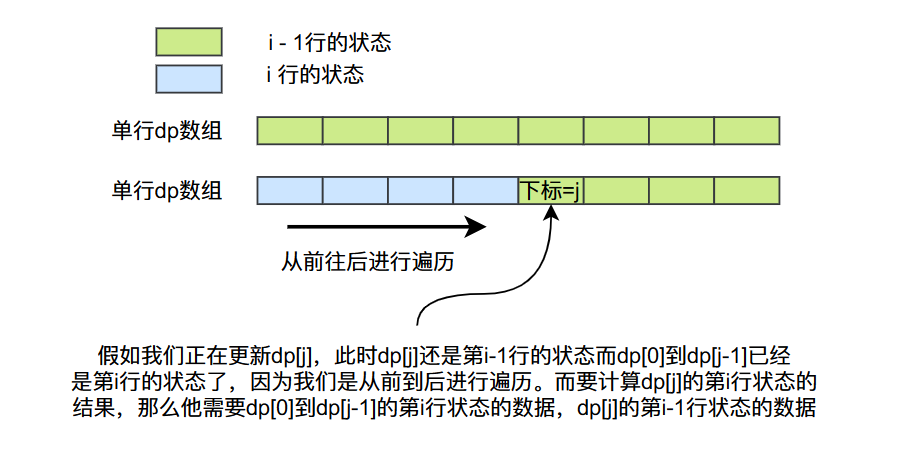 i - 1行的状态
i 行的状态
单行dp数组
单行dp数组
下标=j
从前往后进行遍历
假如我们正在更新dp[j]，此时dp[j]还是第i-1行的状态而dp[0]到dp[j-1]已经
是第i行的状态了，因为我们是从前到后进行遍历。而要计算dp[j]的第i行状态的
结果，那么他需要dp[0]到dp[j-1]的第i行状态的数据，dp[j]的第i-1行状态的数据